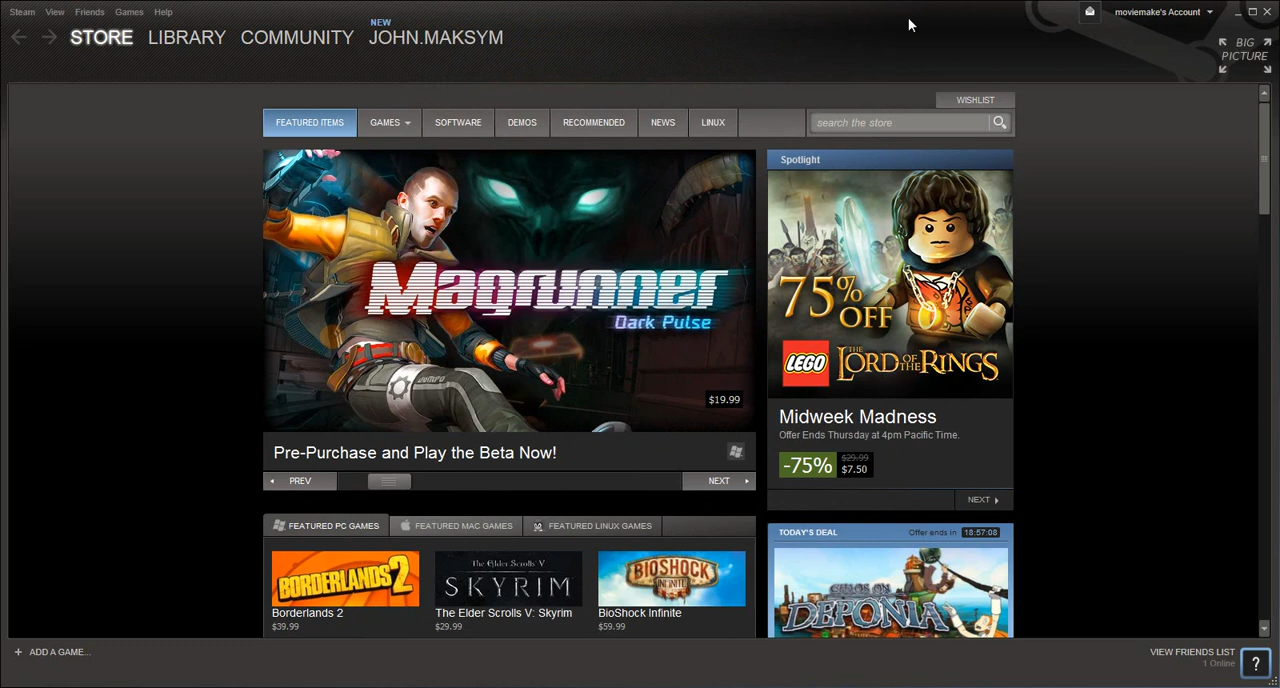 Steam View Friends Games Help
moviemake's Account
NEW
STORE LIBRARY COMMUNITY JOHN.MAKSYM
BIG PICTURE
WISHLIST
FEATURED ITEMS GAMES SOFTWARE DEMOS RECOMMENDED NEWS LINUX
search the store
Magrunner
Dark Pulse
$19.99
Pre-Purchase and Play the Beta Now!
PREV
NEXT
Spotlight
75% OFF
LEGO THE LORD OF THE RINGS
Midweek Madness
Offer Ends Thursday at 4pm Pacific Time.
-75% $29.99
$7.50
NEXT
FEATURED PC GAMES FEATURED MAC GAMES FEATURED LINUX GAMES
BORDERLANDS 2
The Elder Scrolls V
SKYRIM
BIOSHOCK
INFINITE
Borderlands 2 The Elder Scrolls V: Skyrim BioShock Infinite
$39.99 $29.99 $59.99
TODAY'S DEAL Offer ends in 18:57:08
CHAOS ON
DEPONIA
+ ADD A GAME...
VIEW FRIENDS LIST
1 Online
?